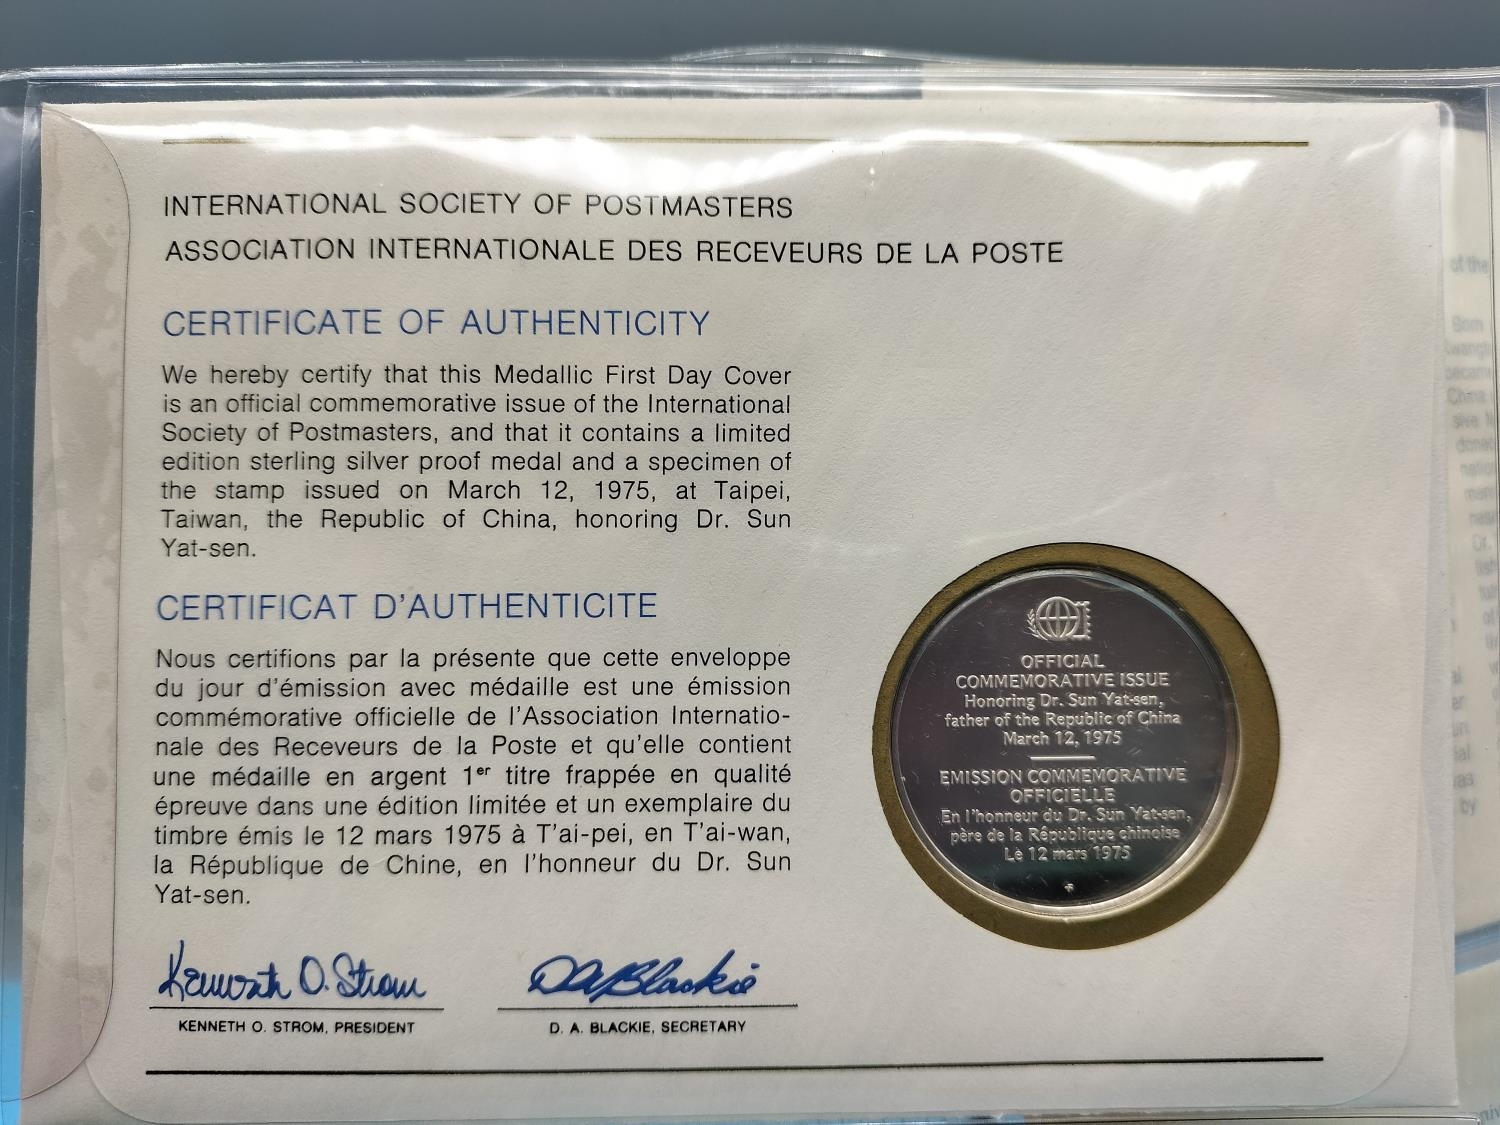 INTERNATIONAL SOCIETY OF POSTMASTERS
ASSOCIATION INTERNATIONALE DES RECEVEURS DE LA POSTE
CERTIFICATE OF AUTHENTICITY
We hereby certify that this Medallic First Day Cover
is an official commemorative issue of the International
Society of Postmasters, and that it contains a limited
edition sterling silver proof medal and a specimen of
the stamp issued on March 12, 1975, at Taipei,
Taiwan, the Republic of China, honoring Dr. Sun
Yat-sen.
CERTIFICAT D'AUTHENTICITE
Nous certifions par la présente que cette enveloppe
du jour d'émission avec médaille est une émission
commémorative officielle de l'Association Internatio-
nale des Receveurs de la Poste et qu'elle contient
une médaille en argent 1er titre frappée en qualité
épreuve dans une édition limitée et un exemplaire du
timbre émis le 12 mars 1975 à T'ai-pei, en T'ai-wan,
la République de Chine, en l'honneur du Dr. Sun
Yat-sen.
Kenneth O. Strom
D A Blackie
KENNETH O. STROM, PRESIDENT
D. A. BLACKIE, SECRETARY
OFFICIAL
COMMEMORATIVE ISSUE
Honoring Dr. Sun Yat-sen,
father of the Republic of China
March 12, 1975
EMISSION COMMEMORATIVE
OFFICIELLE
En l'honneur du Dr. Sun Yat-sen,
père de la République chinoise
Le 12 mars 1975
of the
Born
China
by